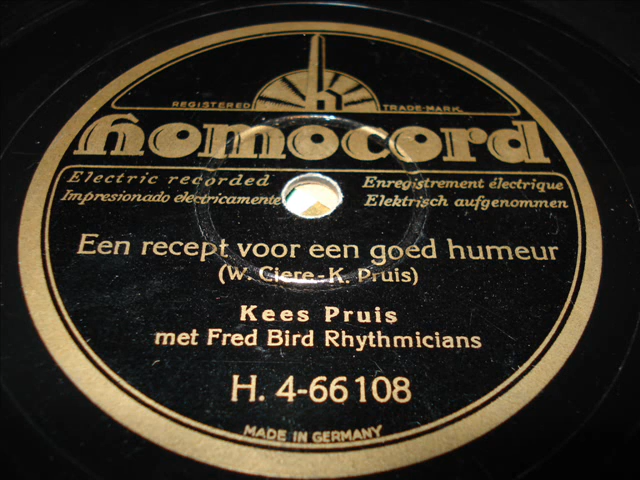 REGISTERED TRADE-MARK.
homocord
Electric recorded Enregistrement électrique
Impresionado electricamente Elektrisch aufgenommen
Een recept voor een goed humeur
(W. Ciere - K. Pruis)
Kees Pruis
met Fred Bird Rhythmicians
H. 4-66108
MADE IN GERMANY